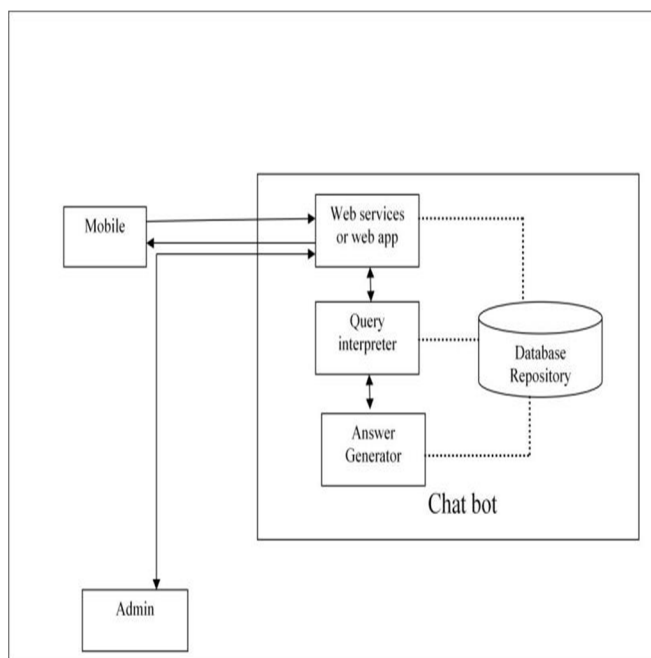 Mobile
Web services
or web app
Query
interpreter
Database
Repository
Answer
Generator
Chat bot
Admin